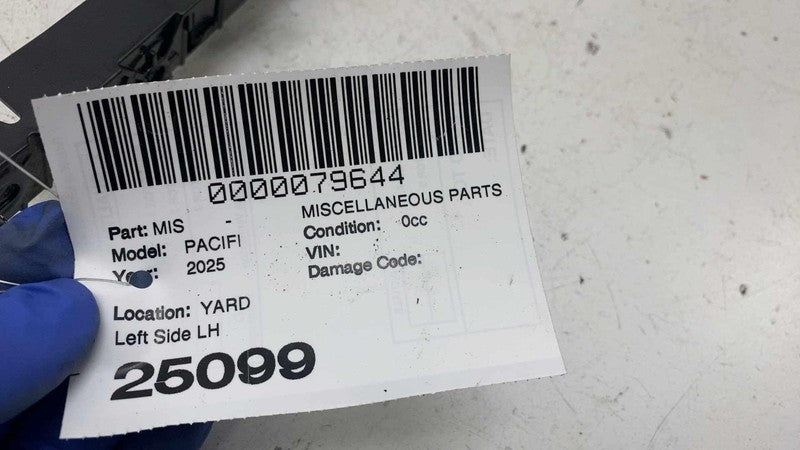 0000079644
Part: MIS - MISCELLANEOUS PARTS
Model: PACIFI Condition: 0cc
Year: 2025 VIN:
Damage Code:
Location: YARD
Left Side LH
25099